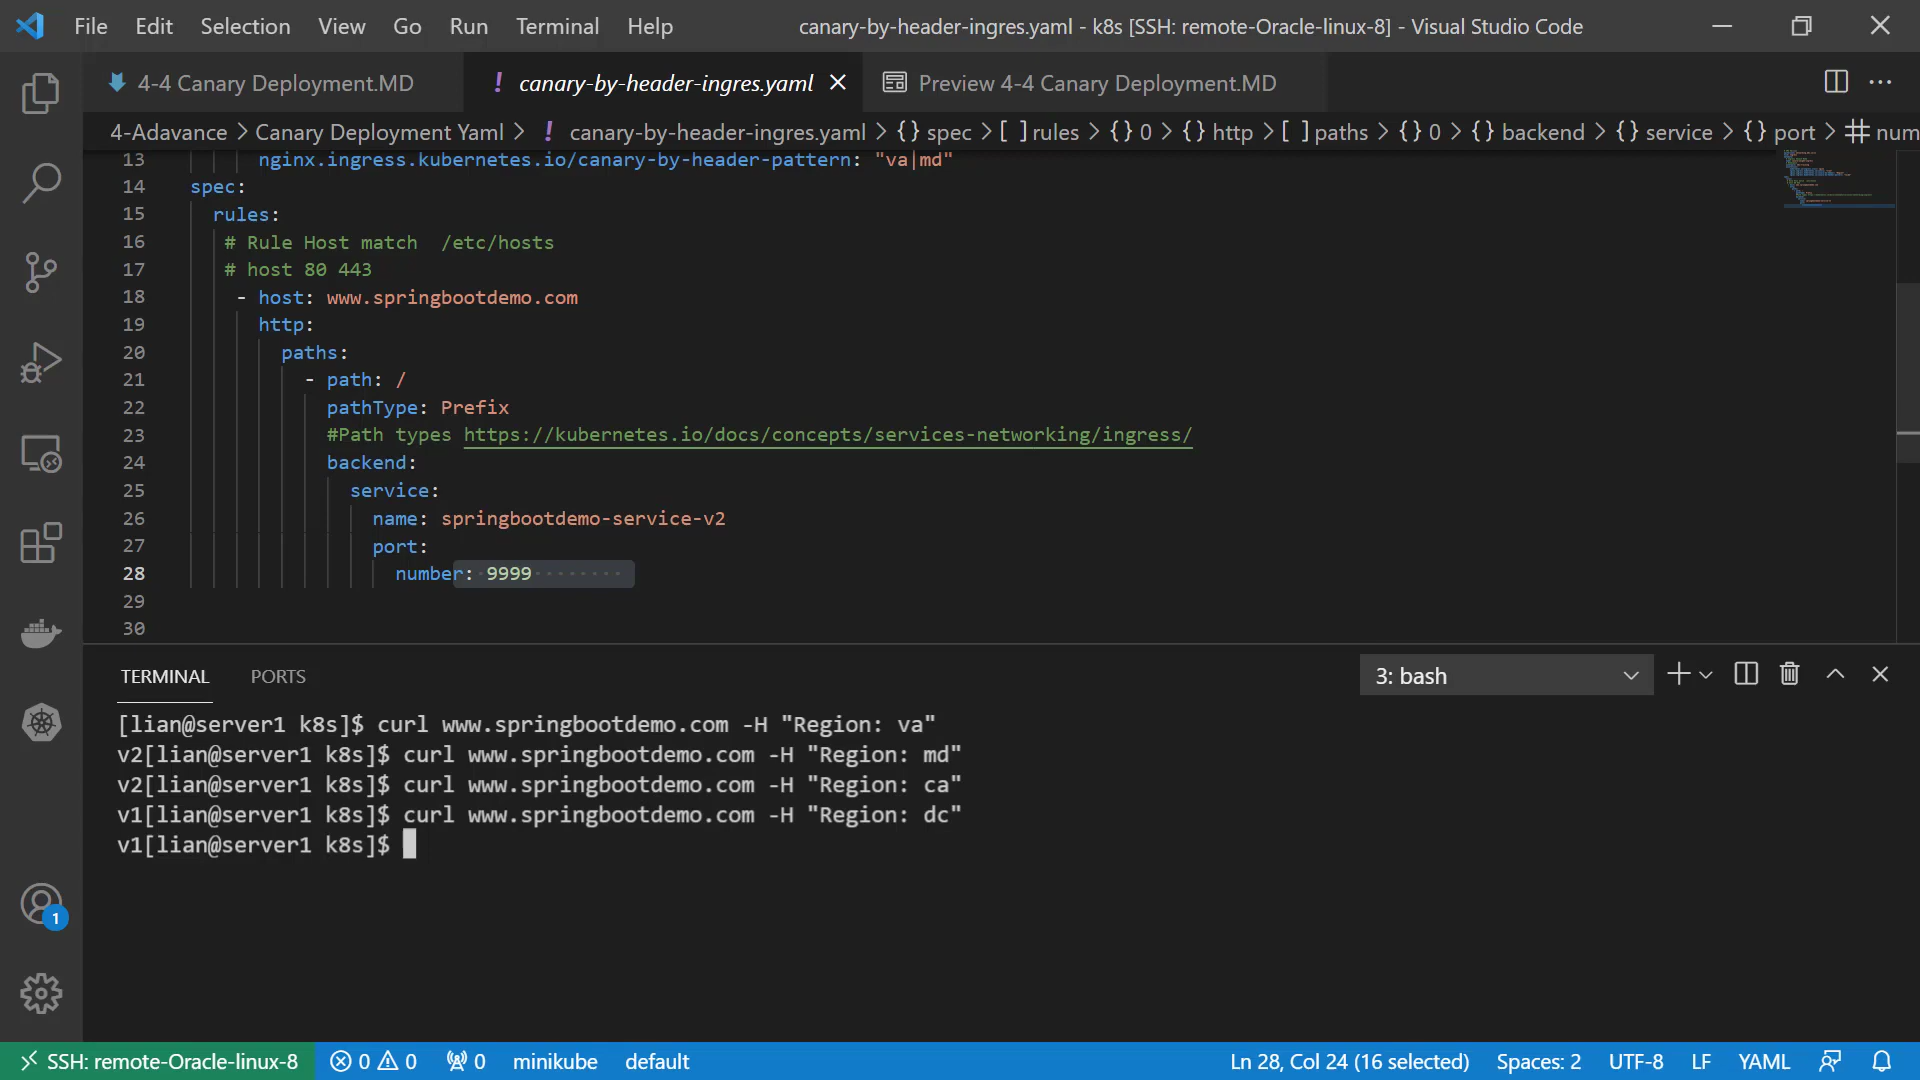 File Edit Selection View Go Run Terminal Help
canary-by-header-ingres.yaml - k8s [SSH: remote-Oracle-linux-8] - Visual Studio Code
4-4 Canary Deployment.MD
! canary-by-header-ingres.yaml
Preview 4-4 Canary Deployment.MD
4-Adavance > Canary Deployment Yaml > ! canary-by-header-ingres.yaml > {} spec > [ ] rules > {} 0 > {} http > [ ] paths > {} 0 > {} backend > {} service > {} port > # num
13 nginx.ingress.kubernetes.io/canary-by-header-pattern: "va|md"
14 spec:
15 rules:
16 # Rule Host match  /etc/hosts
17 # host 80 443
18 - host: www.springbootdemo.com
19 http:
20 paths:
21 - path: /
22 pathType: Prefix
23 #Path types https://kubernetes.io/docs/concepts/services-networking/ingress/
24 backend:
25 service:
26 name: springbootdemo-service-v2
27 port:
28 number: 9999
29
30
TERMINAL PORTS
3: bash
[lian@server1 k8s]$ curl www.springbootdemo.com -H "Region: va"
v2[lian@server1 k8s]$ curl www.springbootdemo.com -H "Region: md"
v2[lian@server1 k8s]$ curl www.springbootdemo.com -H "Region: ca"
v1[lian@server1 k8s]$ curl www.springbootdemo.com -H "Region: dc"
v1[lian@server1 k8s]$
1
SSH: remote-Oracle-linux-8 0 0 0 minikube default
Ln 28, Col 24 (16 selected) Spaces: 2 UTF-8 LF YAML